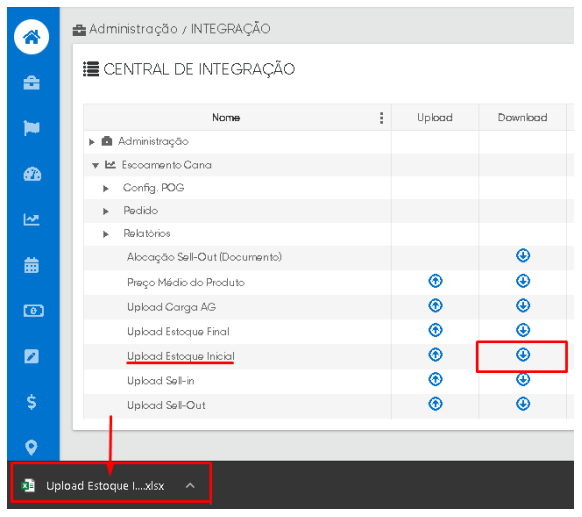 Administração / INTEGRAÇÃO
CENTRAL DE INTEGRAÇÃO
Nome Upload Download
Administração
Escoamento Cana
Config. POG
Pedido
Relatórios
Alocação Sell-Out (Documento)
Preço Médio do Produto
Upload Carga AG
Upload Estoque Final
Upload Estoque Inicial
Upload Sell-in
Upload Sell-Out
Upload Estoque I....xlsx